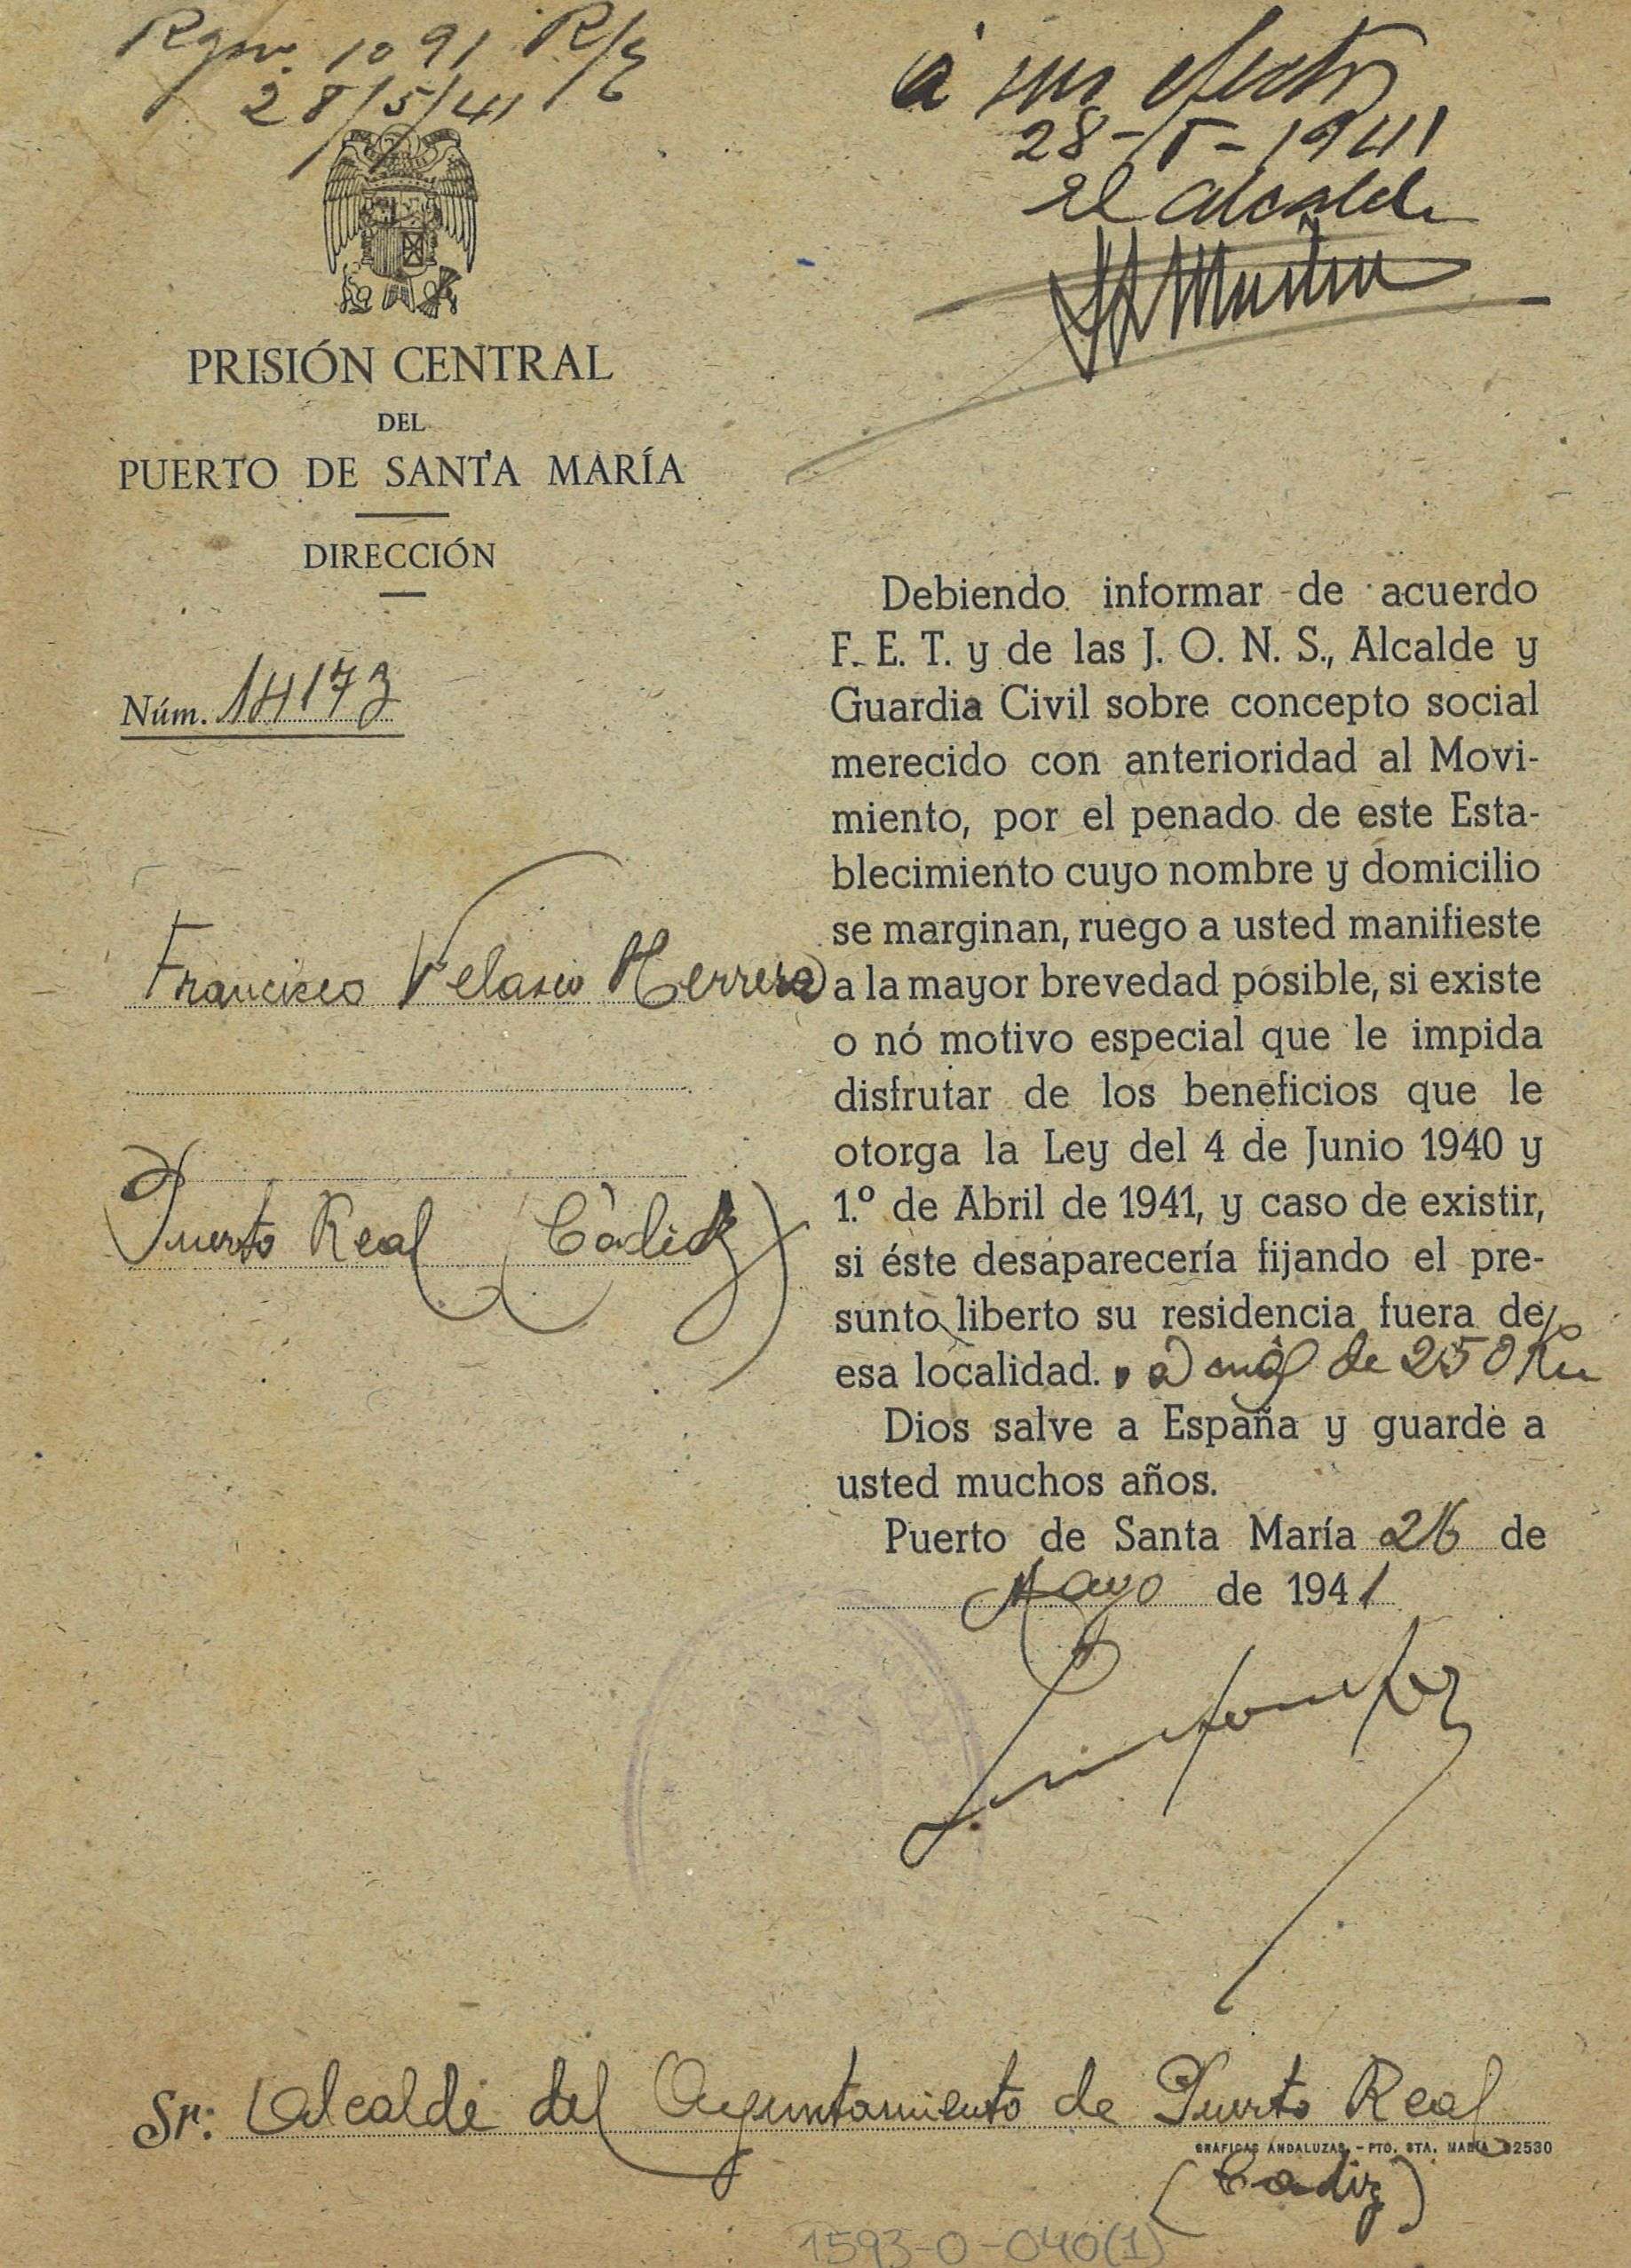 Rgtro. 1091 R/E
28/5/41
á sus efectos
28-5-1941
El alcalde
PRISIÓN CENTRAL
DEL
PUERTO DE SANTA MARÍA
DIRECCIÓN
Núm. 14173
Francisco Velasco Herrera
Puerto Real (Cádiz)
Debiendo informar de acuerdo
F. E. T. y de las J. O. N. S., Alcalde y
Guardia Civil sobre concepto social
merecido con anterioridad al Movi-
miento, por el penado de este Esta-
blecimiento cuyo nombre y domicilio
se marginan, ruego a usted manifieste
a la mayor brevedad posible, si existe
o nó motivo especial que le impida
disfrutar de los beneficios que le
otorga la Ley del 4 de Junio 1940 y
1.º de Abril de 1941, y caso de existir,
si éste desaparecería fijando el pre-
sunto liberto su residencia fuera de
esa localidad. , a más de 250 Km
Dios salve a España y guarde a
usted muchos años.
Puerto de Santa María 26 de
Mayo de 1941
Sr: Alcalde del Ayuntamiento de Puerto Real
GRÁFICAS ANDALUZAS - PTO. STA. MARÍA 2530
(Cadiz)
1593-0-040(1)